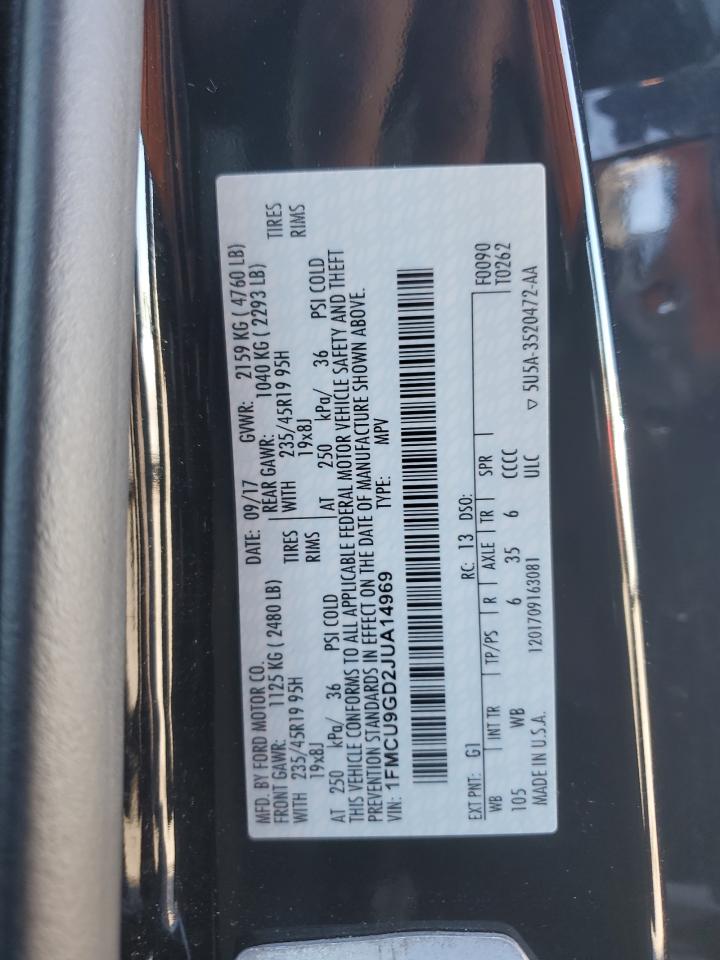 MFD. BY FORD MOTOR CO.
DATE: 09/17 GVWR: 2159 KG ( 4760 LB)
FRONT GAWR: 1125 KG ( 2480 LB) REAR GAWR: 1040 KG ( 2293 LB)
WITH 235/45R19 95H TIRES WITH 235/45R19 95H TIRES
19x8J RIMS 19x8J RIMS
AT 250 kPa/ 36 PSI COLD AT 250 kPa/ 36 PSI COLD
THIS VEHICLE CONFORMS TO ALL APPLICABLE FEDERAL MOTOR VEHICLE SAFETY AND THEFT
PREVENTION STANDARDS IN EFFECT ON THE DATE OF MANUFACTURE SHOWN ABOVE.
VIN: 1FMCU9GD2JUA14969 TYPE: MPV
EXT PNT: G1 RC: 13 DSO: F0090
WB INT TR TP/PS R AXLE TR SPR T0262
105 WB 6 35 6 CCCC
MADE IN U.S.A. 1201709163081 ULC ▽ 5U5A-3520472-AA